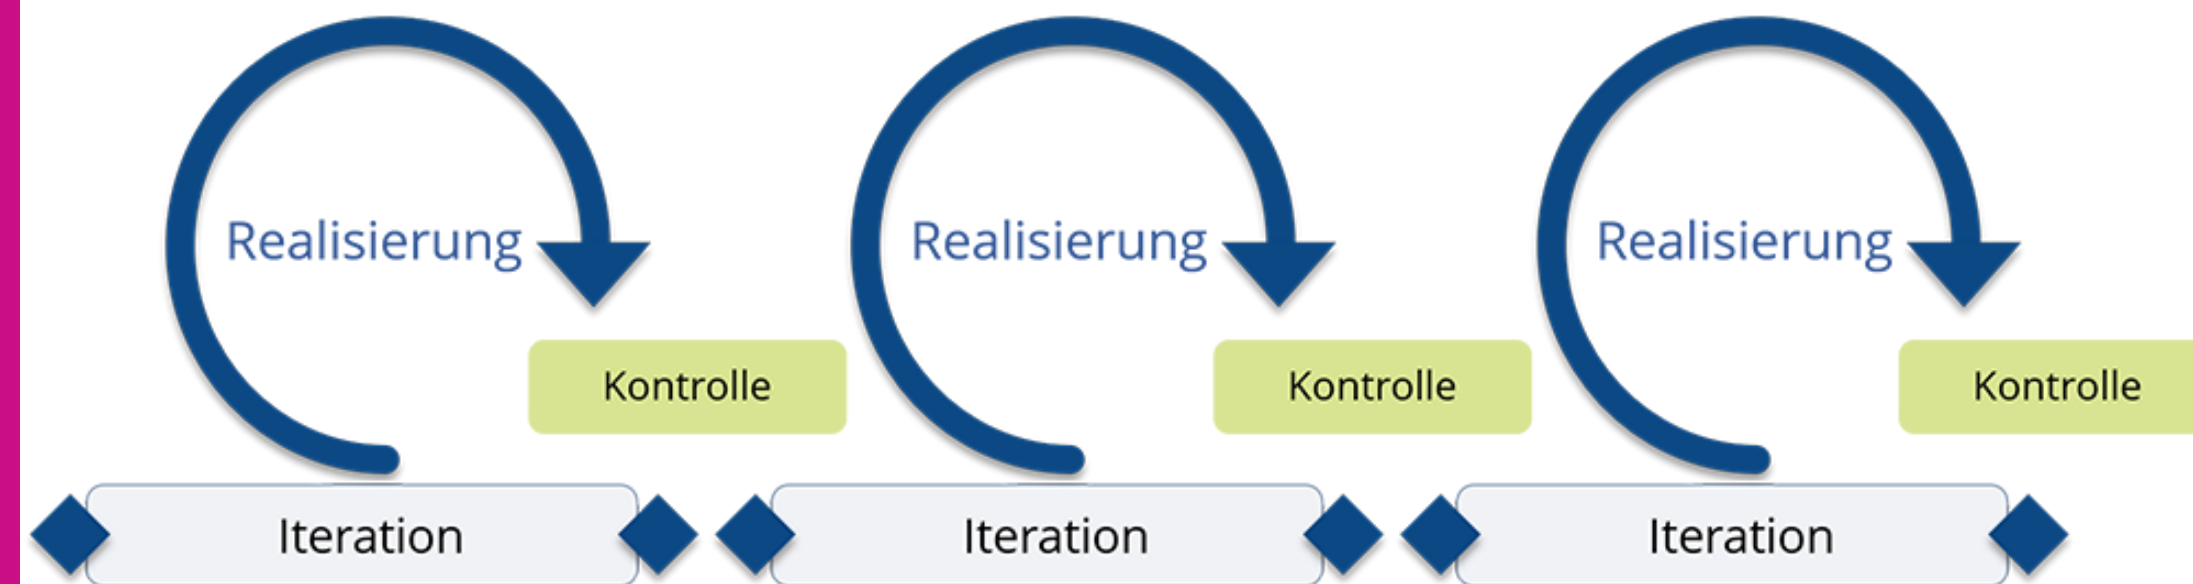 Realisierung
Realisierung
Realisierung
Kontrolle
Kontrolle
Kontrolle
Iteration
Iteration
Iteration